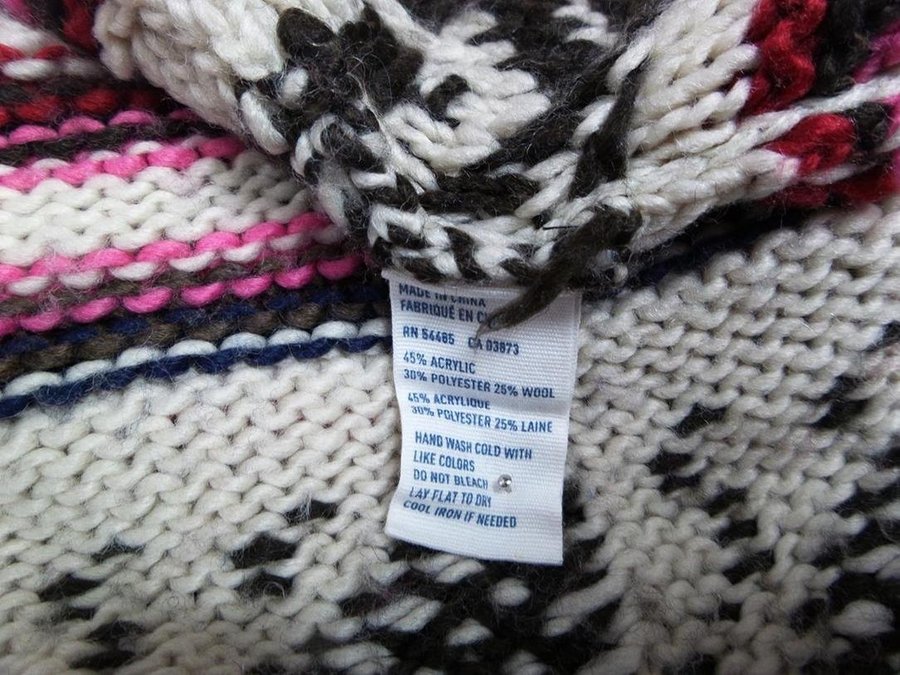 MADE IN CHINA
FABRIQUÉ EN
RN 54485 CA 03873
45% ACRYLIC
30% POLYESTER 25% WOOL
45% ACRYLIQUE
30% POLYESTER 25% LAINE
HAND WASH COLD WITH
LIKE COLORS
DO NOT BLEACH
LAY FLAT TO DRY
COOL IRON IF NEEDED